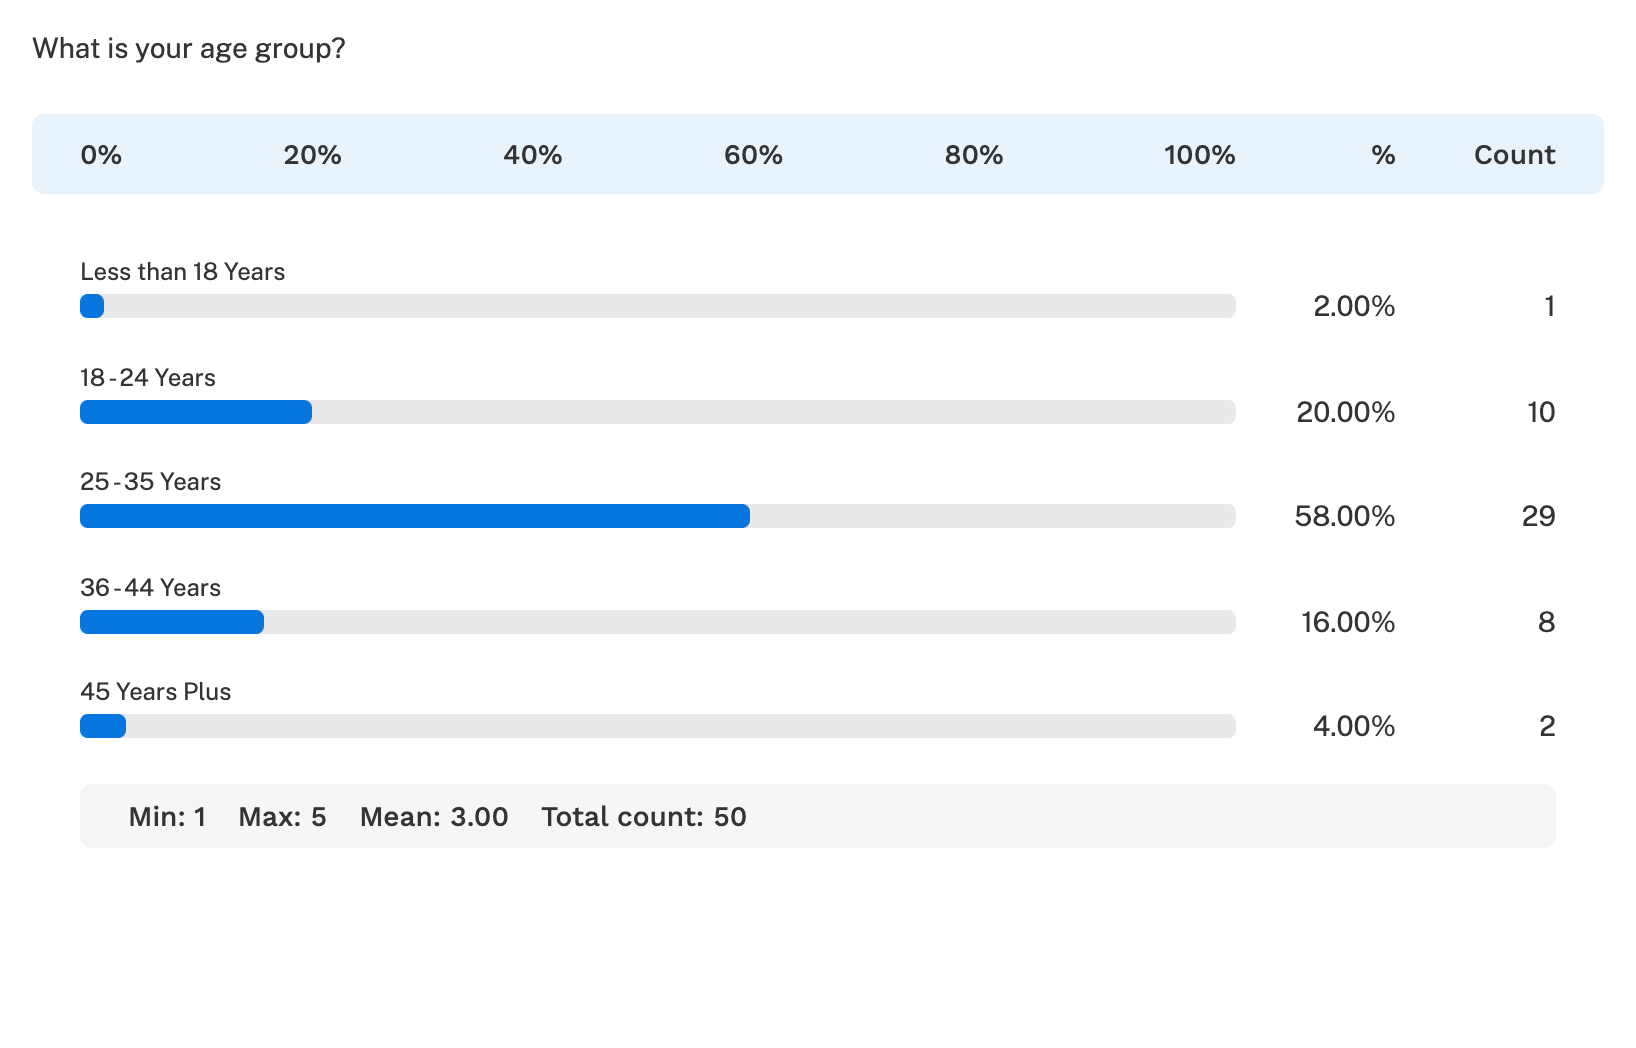 What is your age group?
0% 20% 40% 60% 80% 100% % Count
Less than 18 Years
2.00% 1
18-24 Years
20.00% 10
25-35 Years
58.00% 29
36-44 Years
16.00% 8
45 Years Plus
4.00% 2
Min: 1 Max: 5 Mean: 3.00 Total count: 50